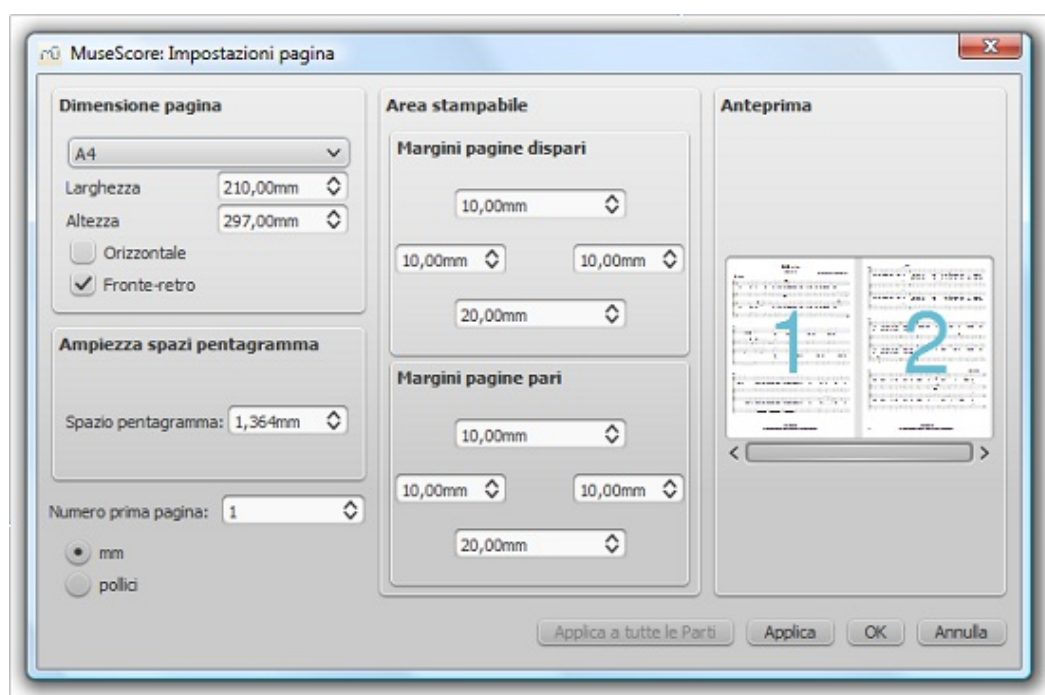 MuseScore: Impostazioni pagina
Dimensione pagina
A4
Larghezza 210,00mm
Altezza 297,00mm
Orizzontale
Fronte-retro
Ampiezza spazi pentagramma
Spazio pentagramma: 1,364mm
Numero prima pagina: 1
mm
pollici
Area stampabile
Margini pagine dispari
10,00mm
10,00mm 10,00mm
20,00mm
Margini pagine pari
10,00mm
10,00mm 10,00mm
20,00mm
Anteprima
1 2
Applica a tutte le Parti Applica OK Annulla